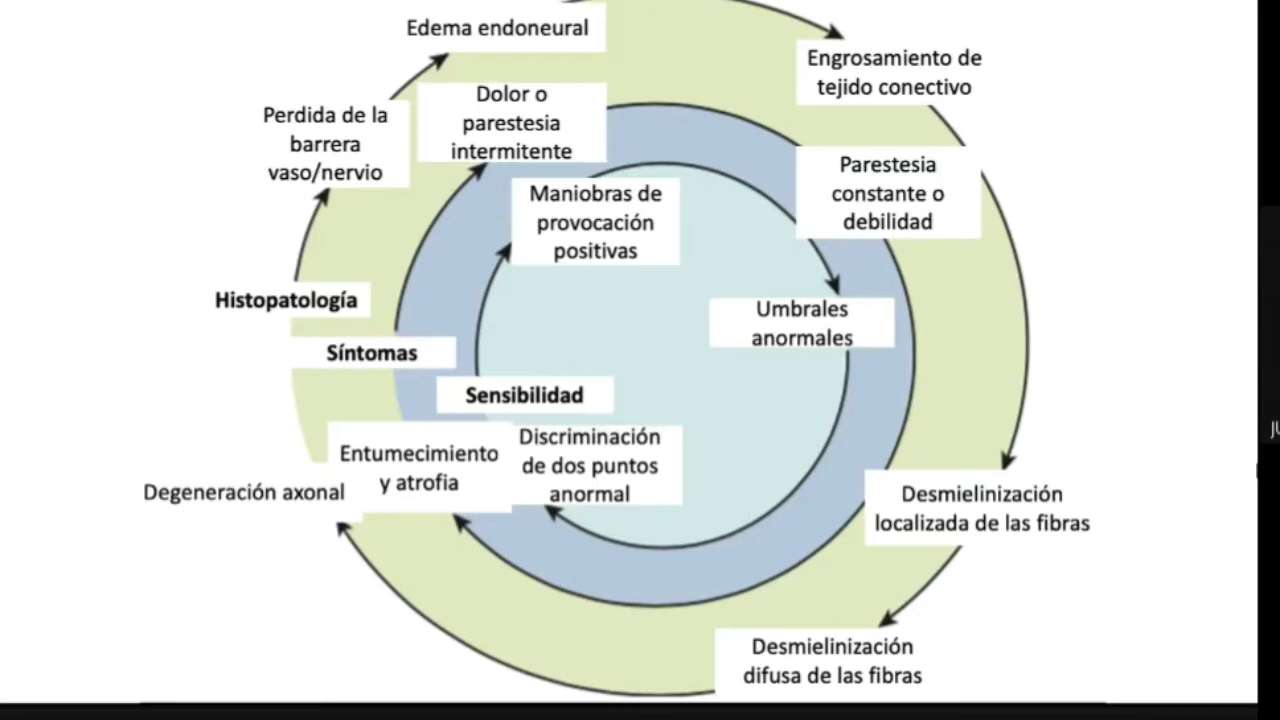 Edema endoneural
Engrosamiento de
tejido conectivo
Dolor o
parestesia
intermitente
Perdida de la
barrera
vaso/nervio
Parestesia
constante o
debilidad
Maniobras de
provocación
positivas
Histopatología
Umbrales
anormales
Síntomas
Sensibilidad
Discriminación
de dos puntos
anormal
Entumecimiento
y atrofia
Degeneración axonal
Desmielinización
localizada de las fibras
Desmielinización
difusa de las fibras